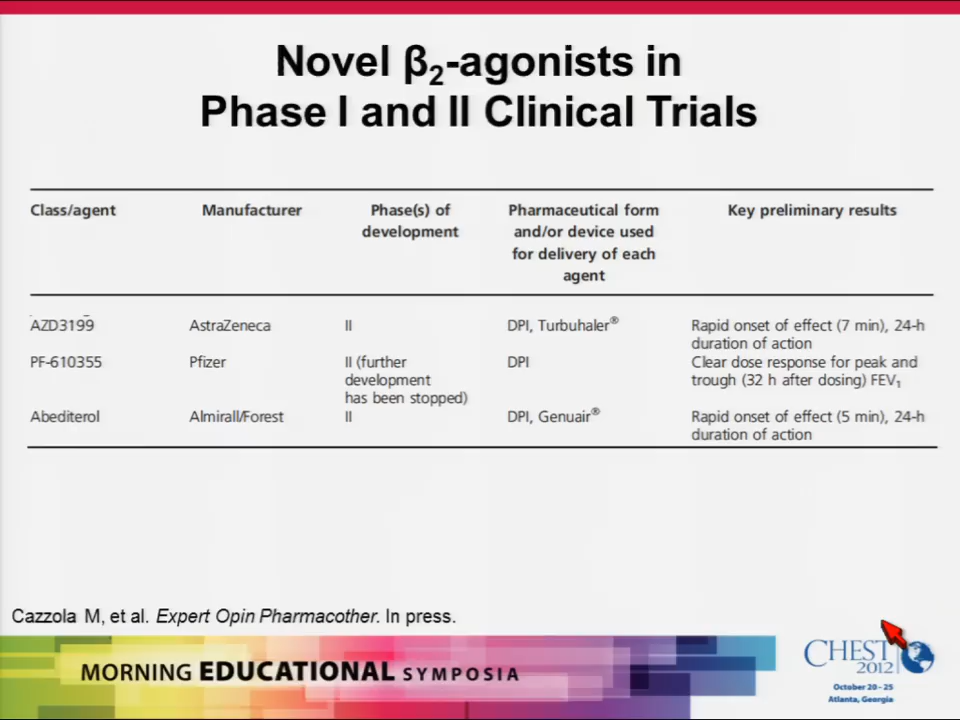 Novel β2-agonists in
Phase I and II Clinical Trials
Class/agent Manufacturer Phase(s) of development Pharmaceutical form and/or device used for delivery of each agent Key preliminary results
AZD3199 AstraZeneca II DPI, Turbuhaler® Rapid onset of effect (7 min), 24-h duration of action
PF-610355 Pfizer II (further development has been stopped) DPI Clear dose response for peak and trough (32 h after dosing) FEV1
Abediterol Almirall/Forest II DPI, Genuair® Rapid onset of effect (5 min), 24-h duration of action
Cazzola M, et al. Expert Opin Pharmacother. In press.
MORNING EDUCATIONAL SYMPOSIA
CHEST
2012
October 20–25
Atlanta, Georgia